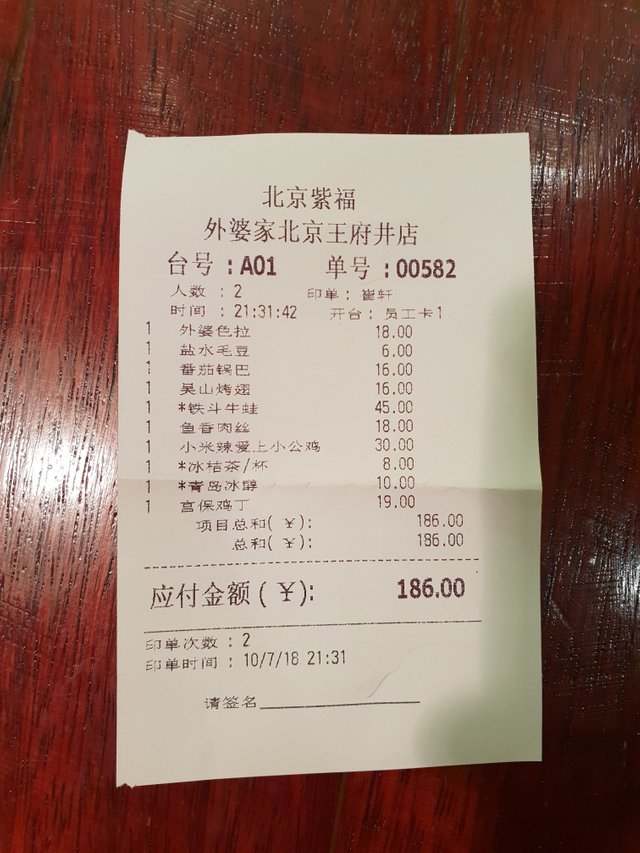 北京紫福
外婆家北京王府井店
台号 :A01 单号 :00582
人数 : 2 印单: 崔轩
时间 : 21:31:42 开台: 员工卡1
1 外婆色拉 18.00
1 盐水毛豆 6.00
1 番茄锅巴 16.00
1 吴山烤翅 16.00
1 *铁斗牛蛙 45.00
1 鱼香肉丝 18.00
1 小米辣爱上小公鸡 30.00
1 *冰桔茶/杯 8.00
1 *青岛冰醇 10.00
1 宫保鸡丁 19.00
项目总和(¥): 186.00
总和(¥): 186.00
应付金额(¥): 186.00
印单次数 : 2
印单时间 : 10/7/18 21:31
请签名